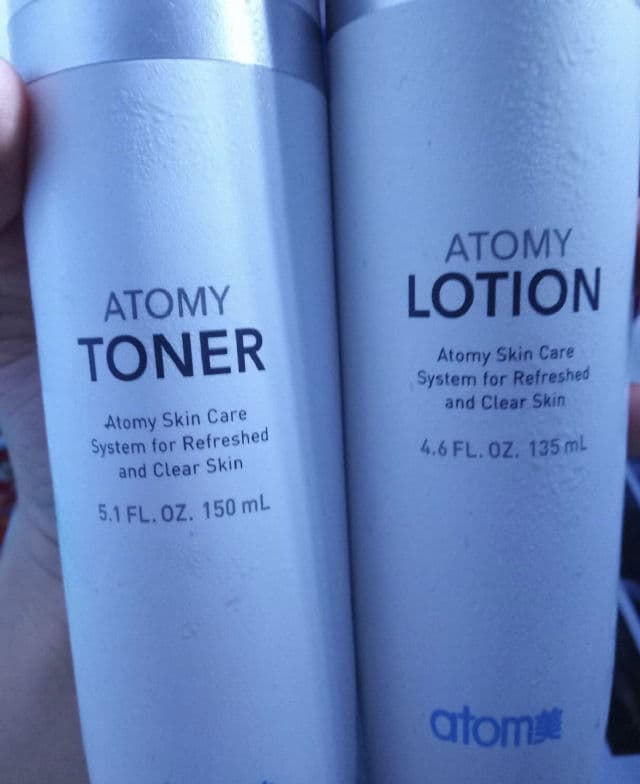 ATOMY
TONER
Atomy Skin Care
System for Refreshed
and Clear Skin
5.1 FL. OZ. 150 mL
ATOMY
LOTION
Atomy Skin Care
System for Refreshed
and Clear Skin
4.6 FL. OZ. 135 mL
atom美